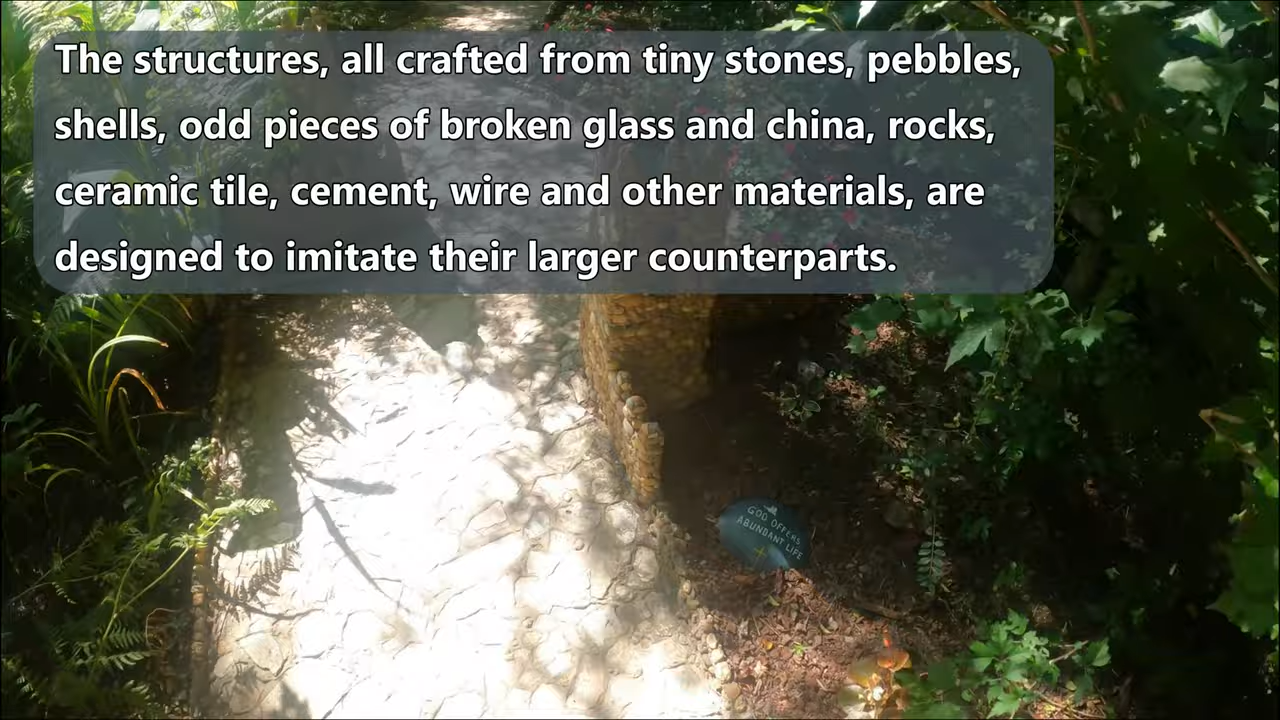 The structures, all crafted from tiny stones, pebbles,
shells, odd pieces of broken glass and china, rocks,
ceramic tile, cement, wire and other materials, are
designed to imitate their larger counterparts.
GOD OFFERS
ABUNDANT LIFE